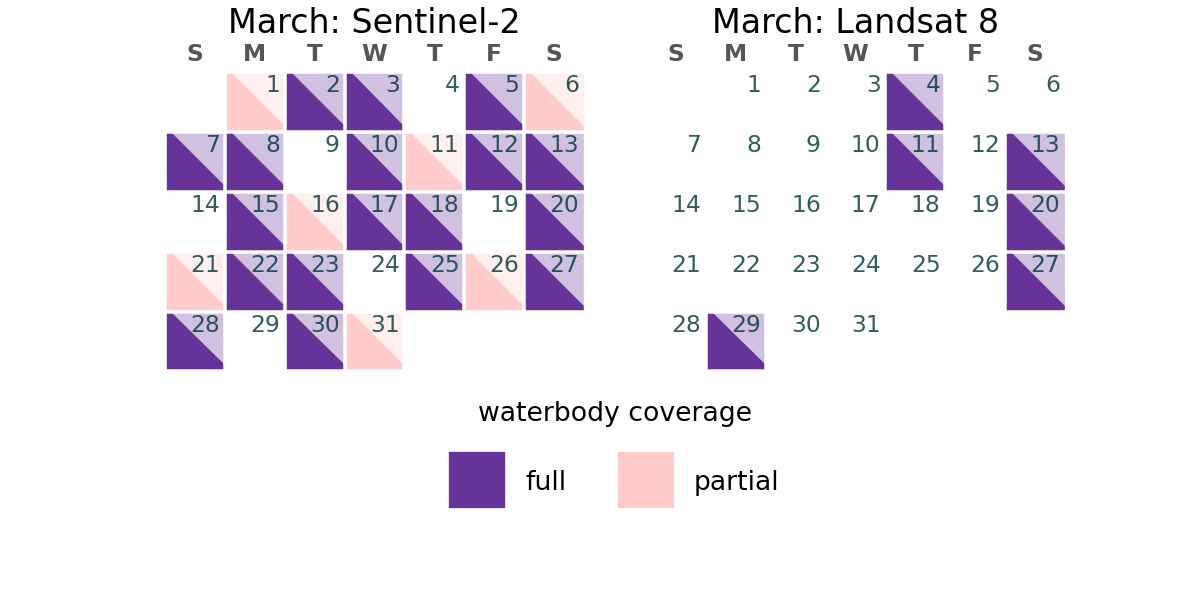 March: Sentinel-2
S M T W T F S
1 2 3 4 5 6
7 8 9 10 11 12 13
14 15 16 17 18 19 20
21 22 23 24 25 26 27
28 29 30 31
March: Landsat 8
S M T W T F S
1 2 3 4 5 6
7 8 9 10 11 12 13
14 15 16 17 18 19 20
21 22 23 24 25 26 27
28 29 30 31
waterbody coverage
full partial